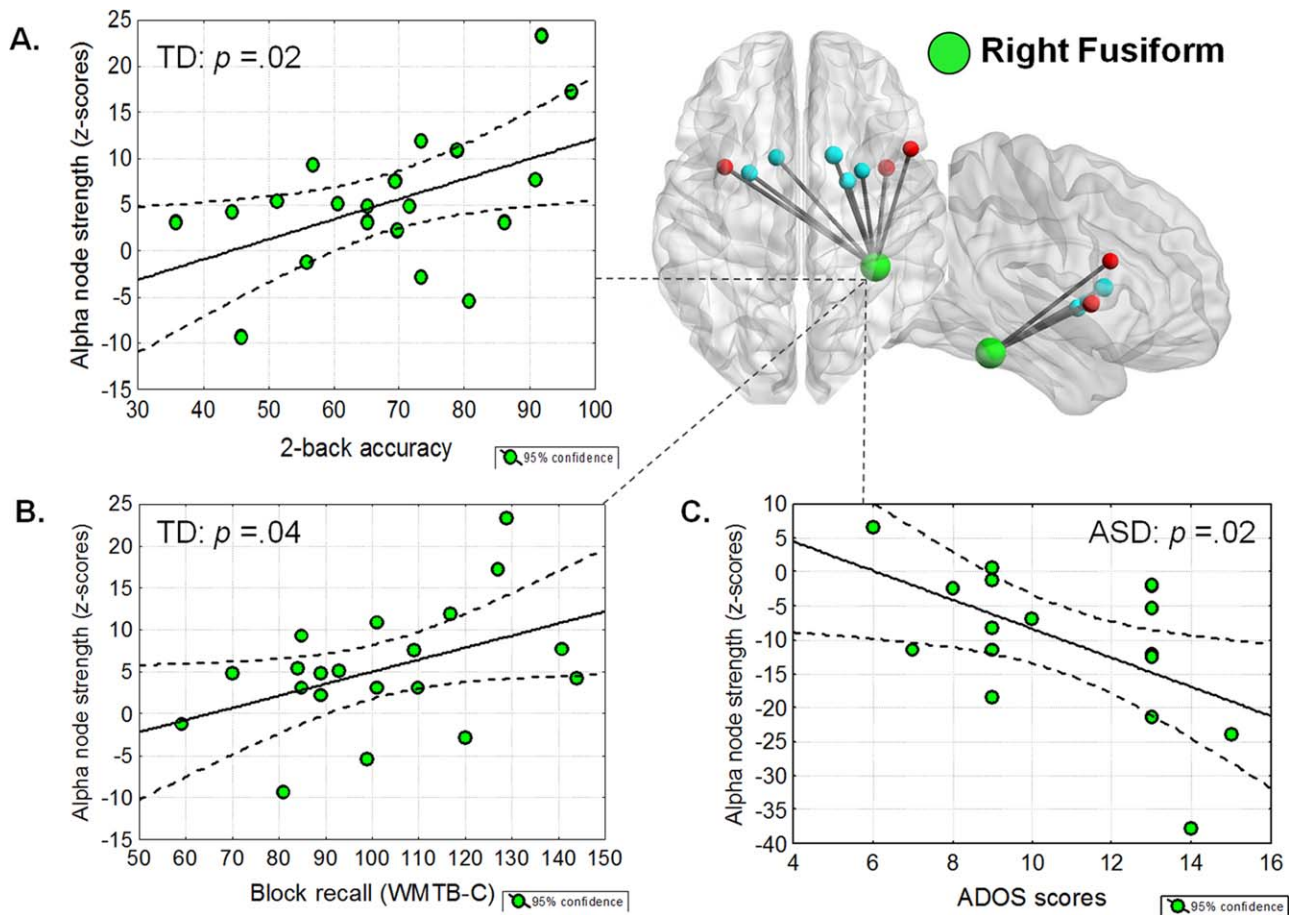 A.
TD: p =.02
Alpha node strength (z-scores)
25
20
15
10
5
0
-5
-10
-15
30 40 50 60 70 80 90 100
2-back accuracy
95% confidence
Right Fusiform
B.
TD: p =.04
Alpha node strength (z-scores)
25
20
15
10
5
0
-5
-10
-15
50 60 70 80 90 100 110 120 130 140 150
Block recall (WMTB-C)
95% confidence
C.
ASD: p =.02
Alpha node strength (z-scores)
10
5
0
-5
-10
-15
-20
-25
-30
-35
-40
4 6 8 10 12 14 16
ADOS scores
95% confidence